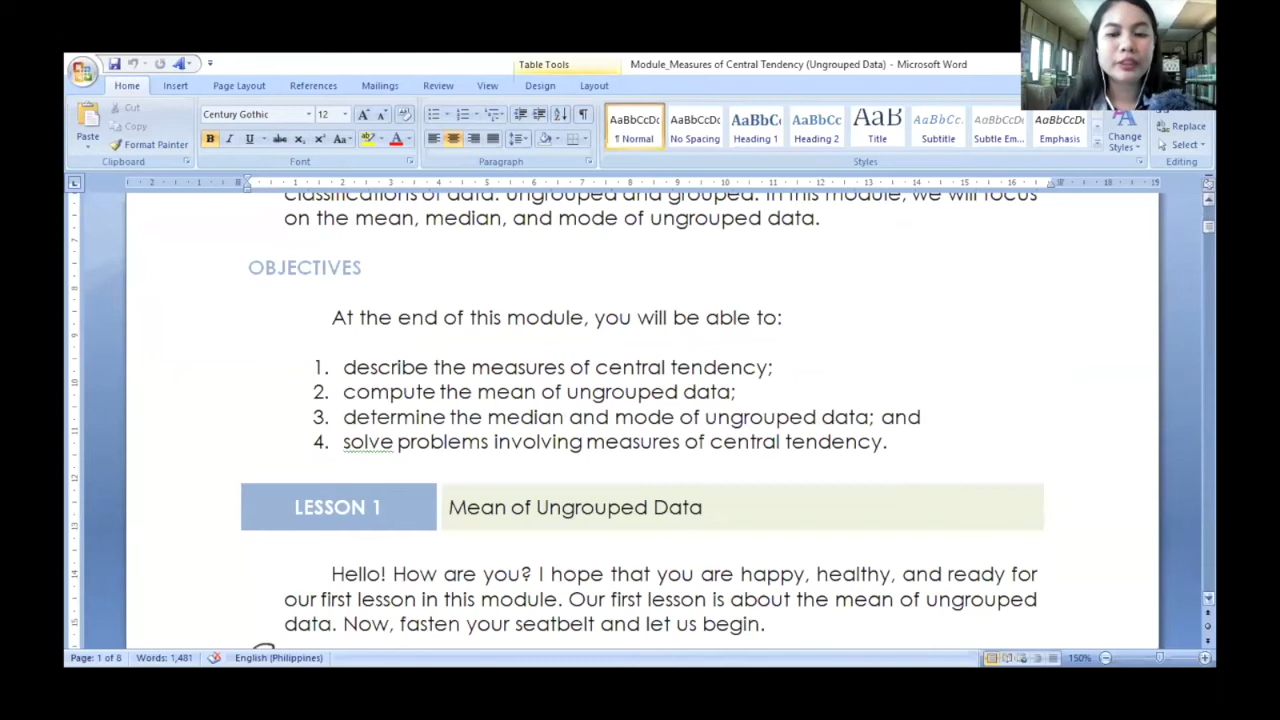 Table Tools
Module_Measures of Central Tendency (Ungrouped Data) - Microsoft Word
Home Insert Page Layout References Mailings Review View Design Layout
Paste
Cut
Copy
Format Painter
Clipboard
Century Gothic 12
Font
Paragraph
AaBbCcDc AaBbCcDc AaBbCc AaBbCc AaB AaBbCc. AaBbCcDc AaBbCcDc
¶ Normal No Spacing Heading 1 Heading 2 Title Subtitle Subtle Em... Emphasis
Change Styles
Styles
Replace
Select
Editing
classifications of data: ungrouped and grouped. In this module, we will focus
on the mean, median, and mode of ungrouped data.
OBJECTIVES
At the end of this module, you will be able to:
1. describe the measures of central tendency;
2. compute the mean of ungrouped data;
3. determine the median and mode of ungrouped data; and
4. solve problems involving measures of central tendency.
LESSON 1 Mean of Ungrouped Data
Hello! How are you? I hope that you are happy, healthy, and ready for
our first lesson in this module. Our first lesson is about the mean of ungrouped
data. Now, fasten your seatbelt and let us begin.
Page: 1 of 8 Words: 1,481 English (Philippines) 150%